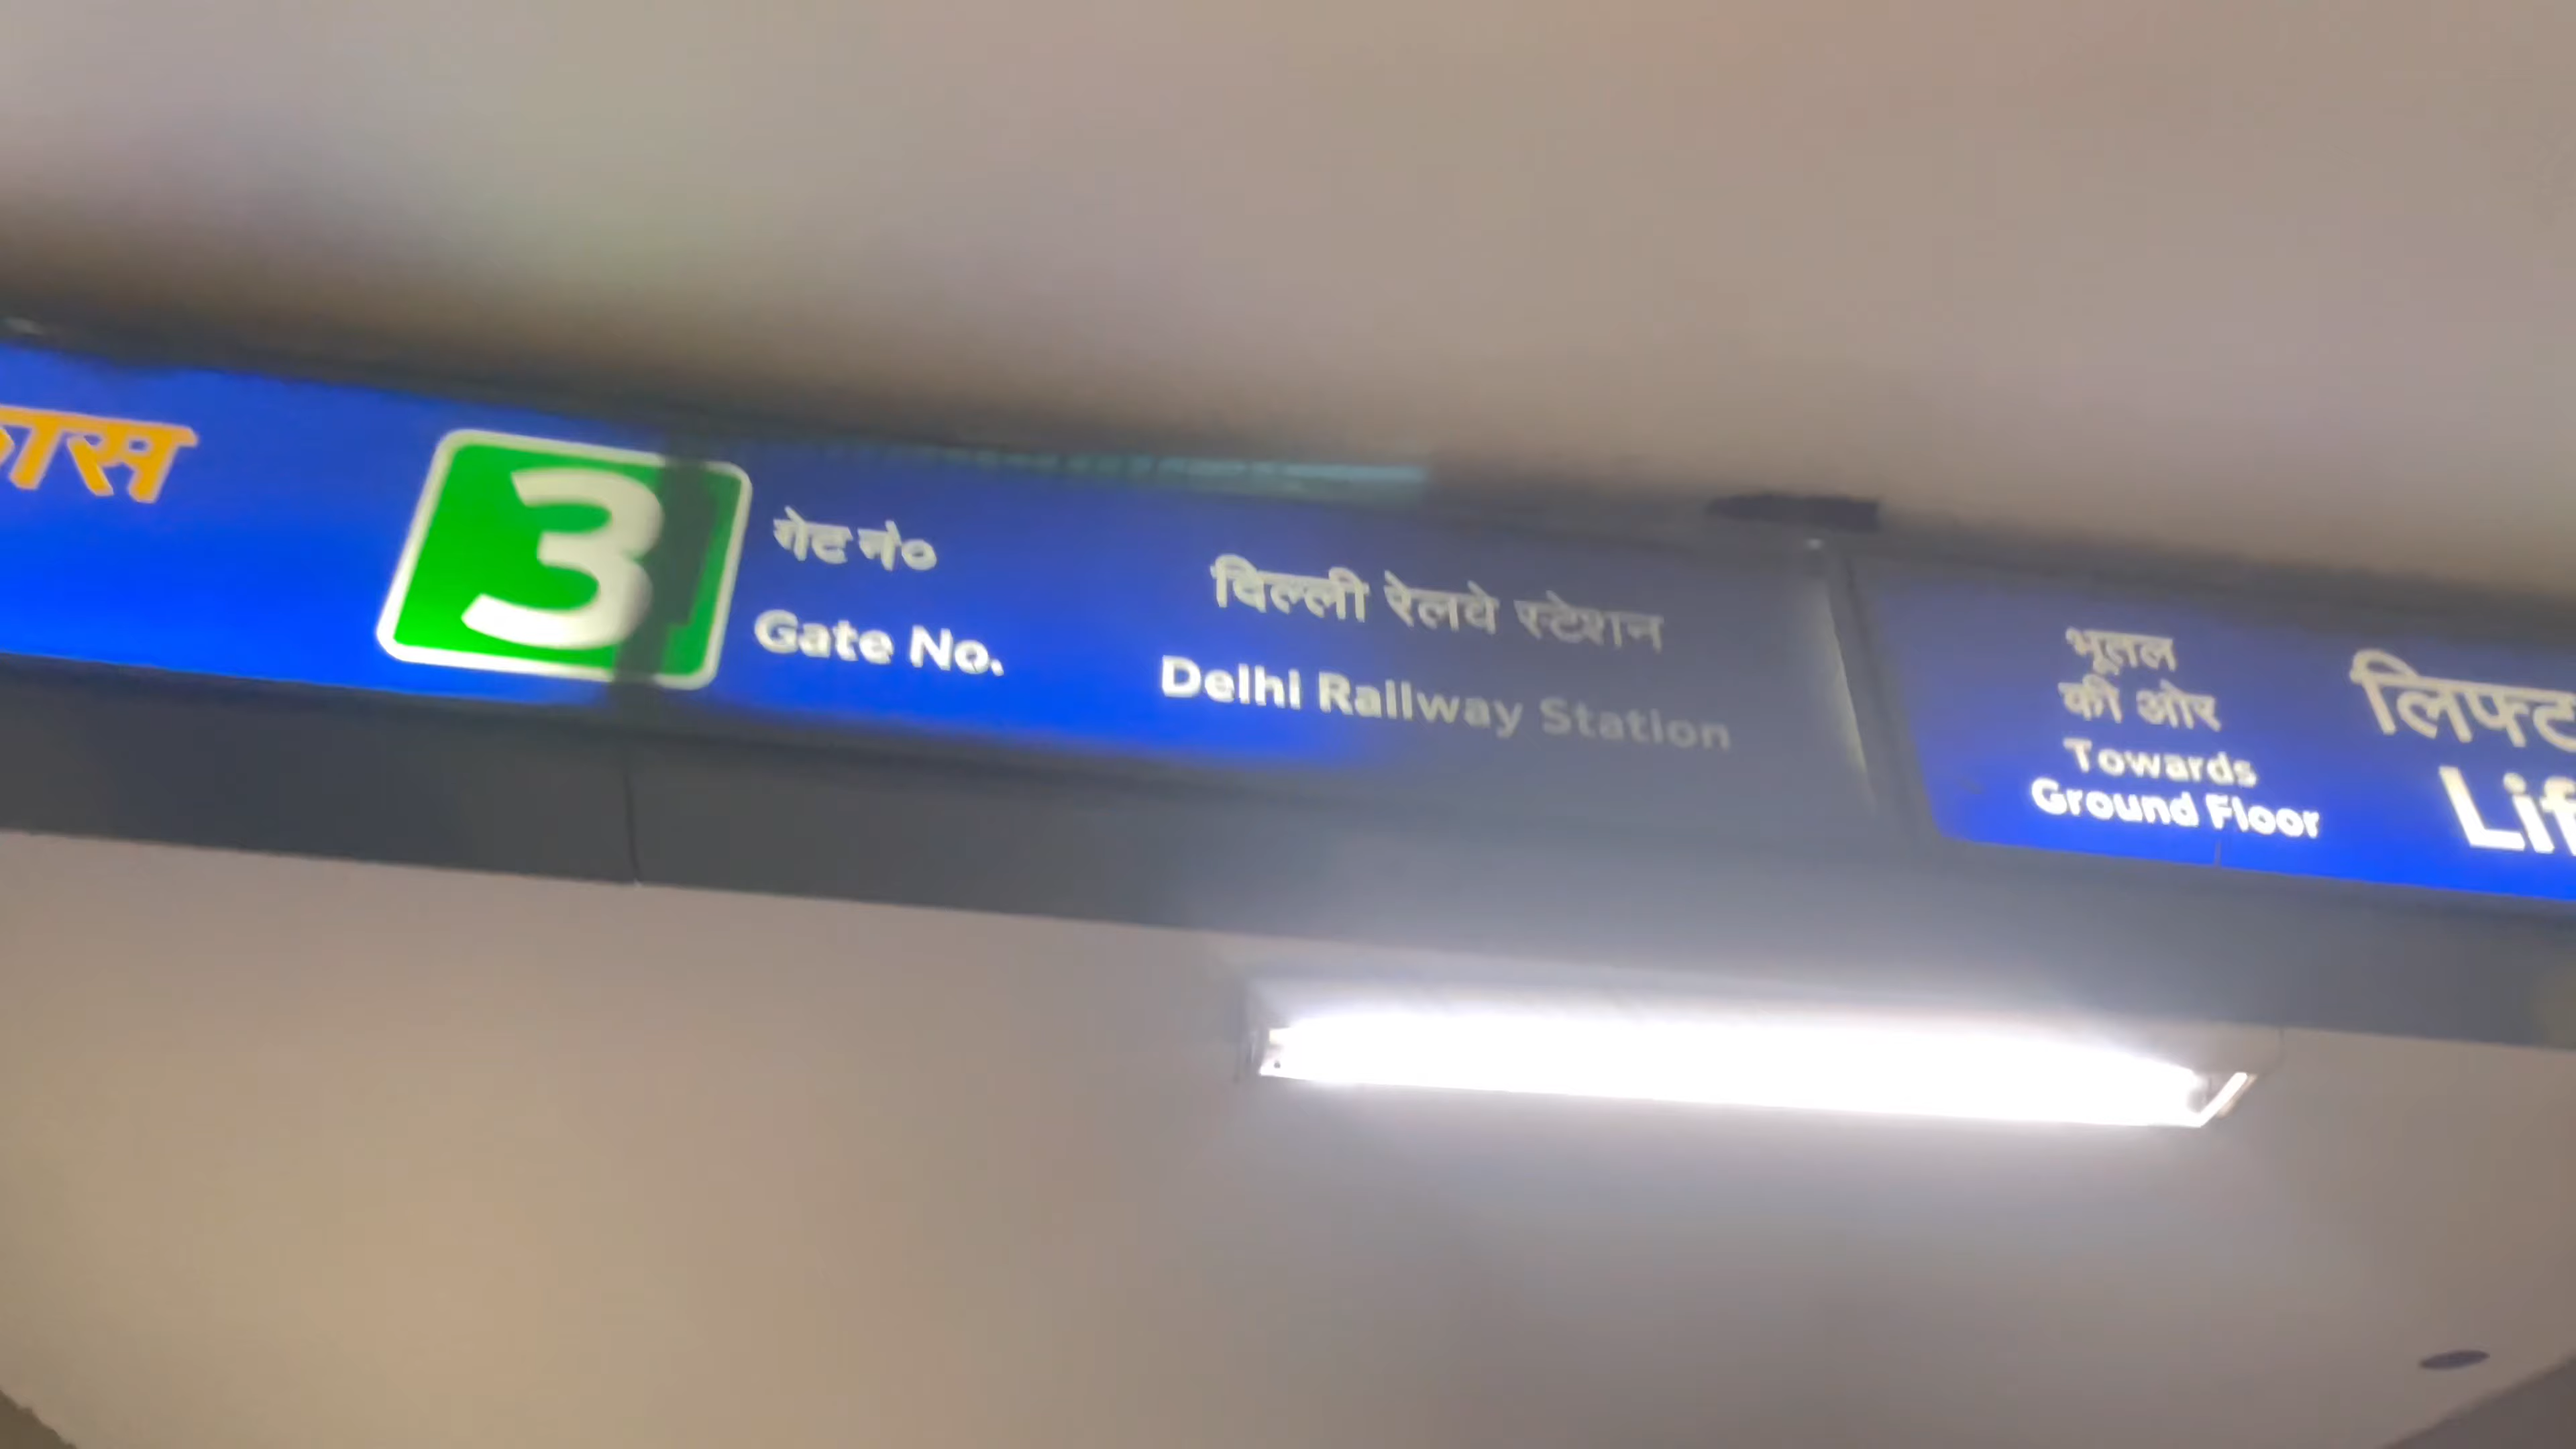 3
गेट नं०
Gate No.
दिल्ली रेलवे स्टेशन
Delhi Railway Station
भूतल
की ओर
Towards
Ground Floor
लिफ्ट